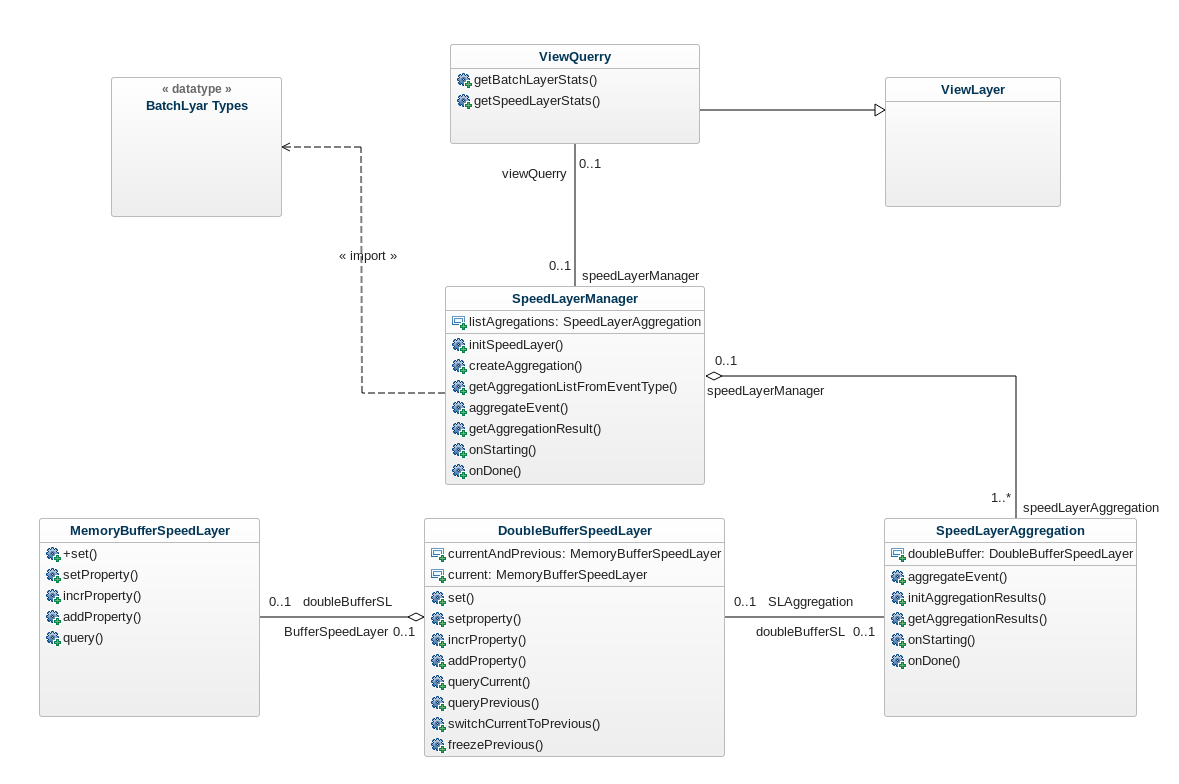 ViewQuerry
getBatchLayerStats()
getSpeedLayerStats()
« datatype »
BatchLyar Types
ViewLayer
0..1
viewQuerry
« import »
0..1
speedLayerManager
SpeedLayerManager
listAgregations: SpeedLayerAggregation
initSpeedLayer()
createAggregation()
getAggregationListFromEventType()
aggregateEvent()
getAggregationResult()
onStarting()
onDone()
0..1
speedLayerManager
1..*
speedLayerAggregation
MemoryBufferSpeedLayer
+set()
setProperty()
incrProperty()
addProperty()
query()
0..1 doubleBufferSL
BufferSpeedLayer 0..1
DoubleBufferSpeedLayer
currentAndPrevious: MemoryBufferSpeedLayer
current: MemoryBufferSpeedLayer
set()
setproperty()
incrProperty()
addProperty()
queryCurrent()
queryPrevious()
switchCurrentToPrevious()
freezePrevious()
0..1 SLAggregation
doubleBufferSL 0..1
SpeedLayerAggregation
doubleBuffer: DoubleBufferSpeedLayer
aggregateEvent()
initAggregationResults()
getAggregationResults()
onStarting()
onDone()